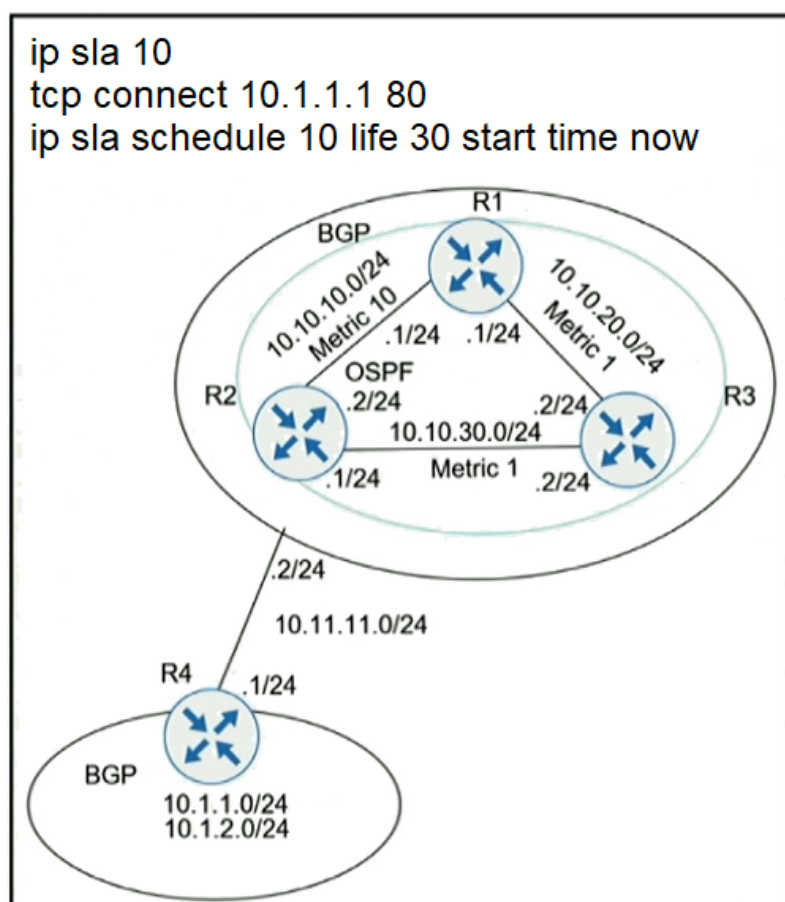 ip sla 10
tcp connect 10.1.1.1 80
ip sla schedule 10 life 30 start time now
R1
BGP
10.10.10.0/24
Metric 10
10.10.20.0/24
Metric 1
.1/24
.1/24
OSPF
R2
.2/24
.2/24
R3
10.10.30.0/24
.1/24
Metric 1
.2/24
.2/24
10.11.11.0/24
R4
.1/24
BGP
10.1.1.0/24
10.1.2.0/24